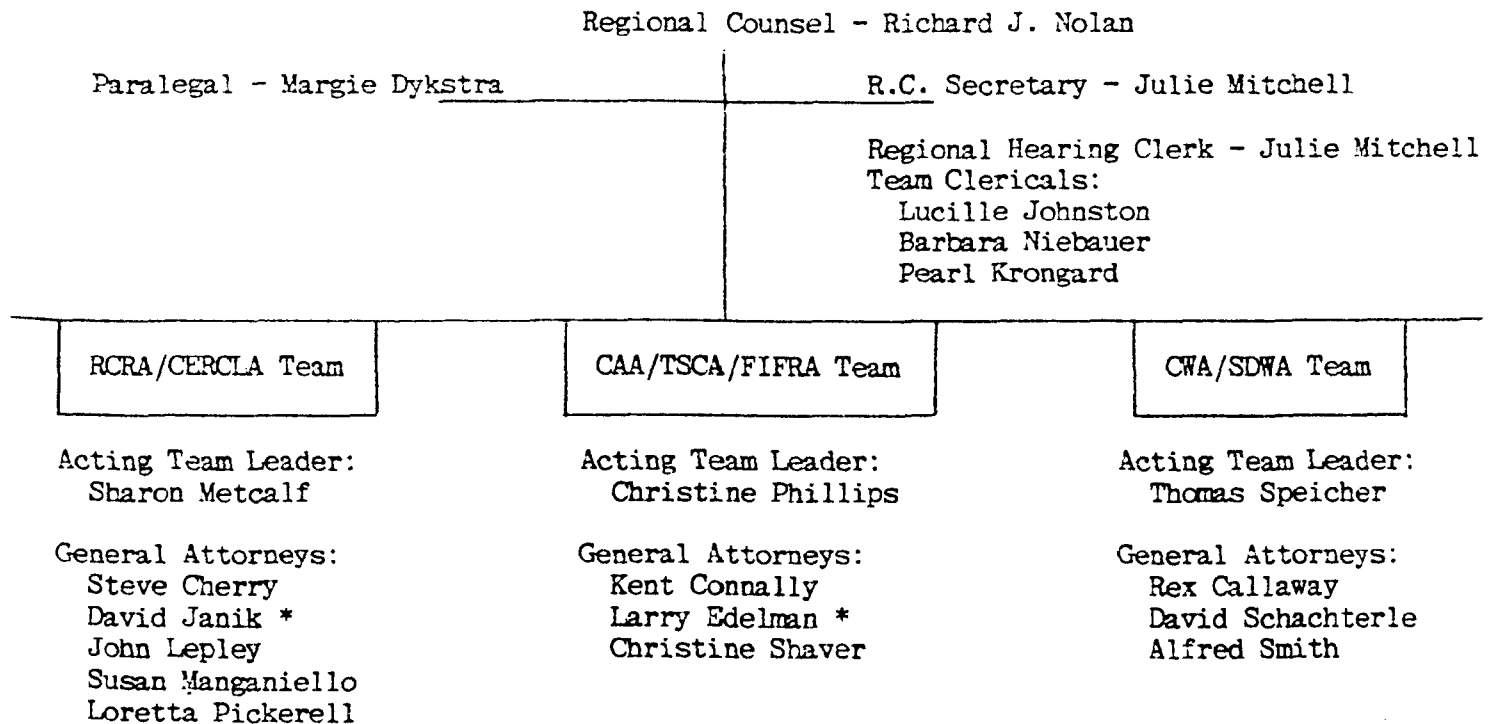 Regional Counsel - Richard J. Nolan
Paralegal - Margie Dykstra
R.C. Secretary - Julie Mitchell
Regional Hearing Clerk - Julie Mitchell
Team Clericals:
Lucille Johnston
Barbara Niebauer
Pearl Krongard
RCRA/CERCLA Team
Acting Team Leader:
Sharon Metcalf
General Attorneys:
Steve Cherry
David Janik *
John Lepley
Susan Manganiello
Loretta Pickerell
CAA/TSCA/FIFRA Team
Acting Team Leader:
Christine Phillips
General Attorneys:
Kent Connally
Larry Edelman *
Christine Shaver
CWA/SDWA Team
Acting Team Leader:
Thomas Speicher
General Attorneys:
Rex Callaway
David Schachterle
Alfred Smith